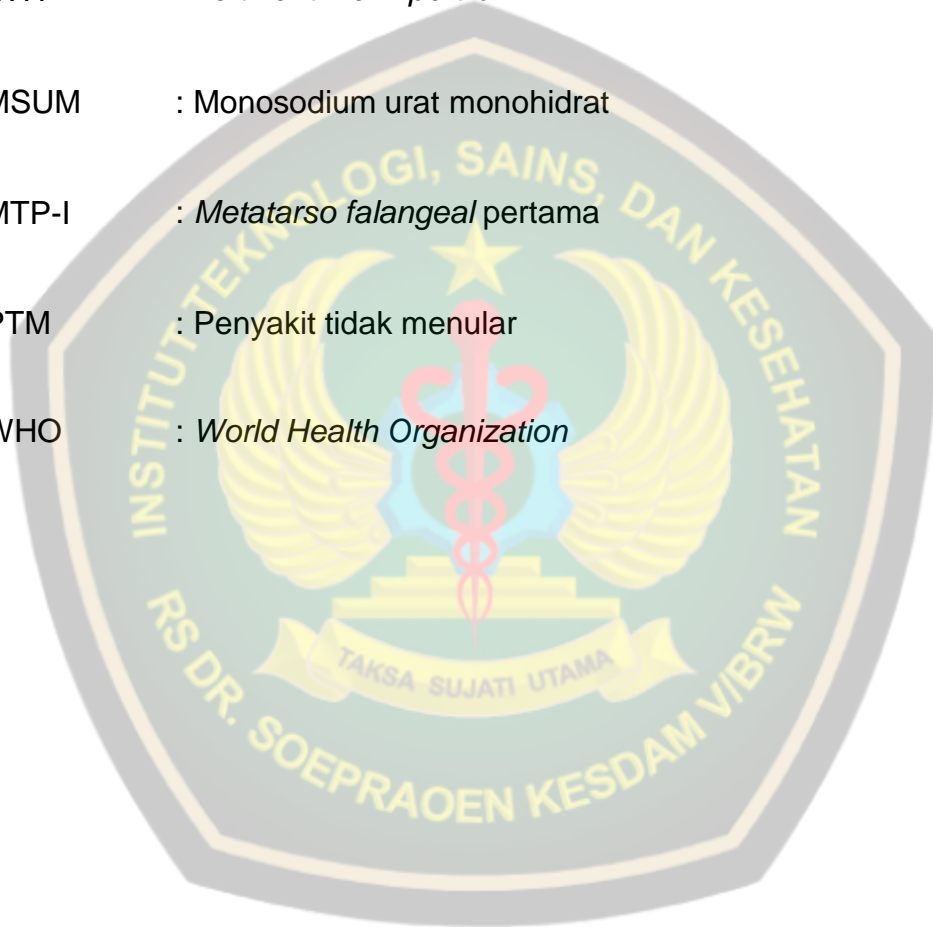 MSUM : Monosodium urat monohidrat
MTP-I : Metatarso falangeal pertama
PTM : Penyakit tidak menular
WHO : World Health Organization
INSTITUT TEKNOLOGI, SAINS, DAN KESEHATAN
TAKSA SUJATI UTAMA
RS DR. SOEPRAOEN KESDAM V/BRW